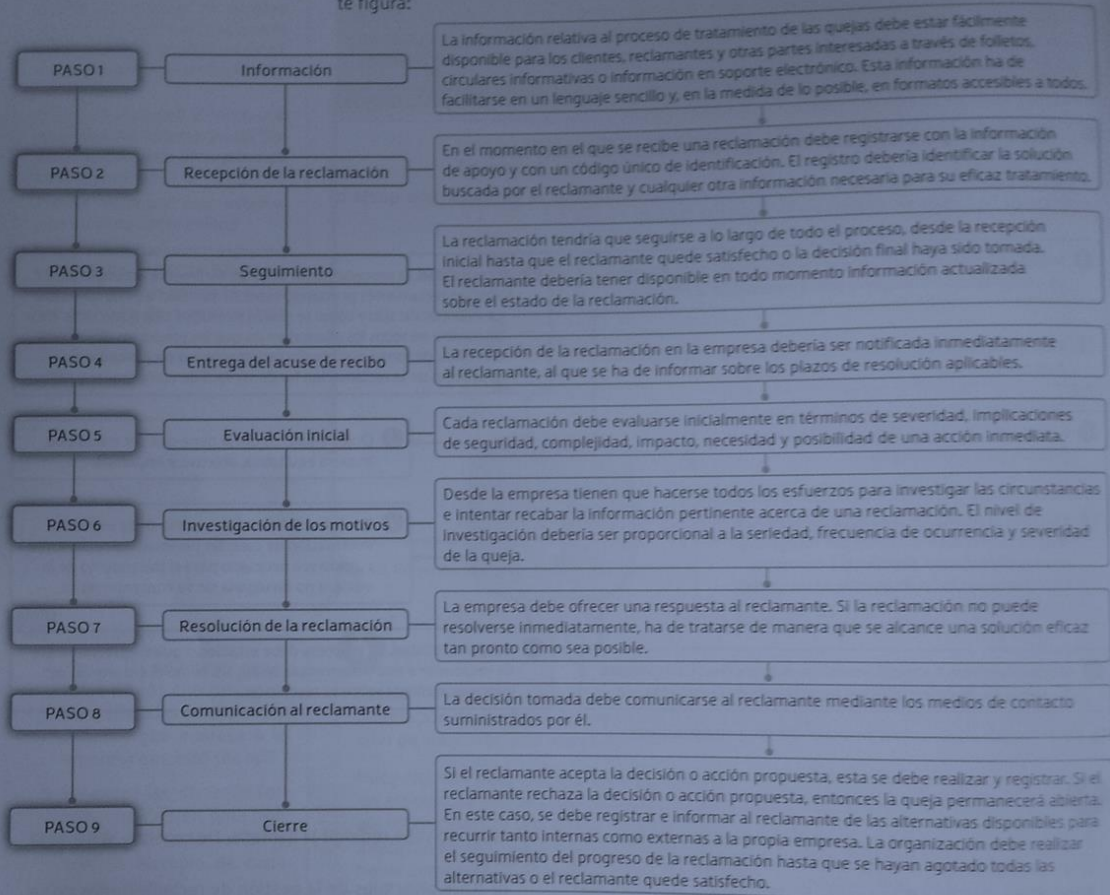 te figura:
PASO 1
Información
La información relativa al proceso de tratamiento de las quejas debe estar fácilmente
disponible para los clientes, reclamantes y otras partes interesadas a través de folletos,
circulares informativas o información en soporte electrónico. Esta información ha de
facilitarse en un lenguaje sencillo y, en la medida de lo posible, en formatos accesibles a todos.
PASO 2
Recepción de la reclamación
En el momento en el que se recibe una reclamación debe registrarse con la información
de apoyo y con un código único de identificación. El registro debería identificar la solución
buscada por el reclamante y cualquier otra información necesaria para su eficaz tratamiento.
PASO 3
Seguimiento
La reclamación tendría que seguirse a lo largo de todo el proceso, desde la recepción
inicial hasta que el reclamante quede satisfecho o la decisión final haya sido tomada.
El reclamante debería tener disponible en todo momento información actualizada
sobre el estado de la reclamación.
PASO 4
Entrega del acuse de recibo
La recepción de la reclamación en la empresa debería ser notificada inmediatamente
al reclamante, al que se ha de informar sobre los plazos de resolución aplicables.
PASO 5
Evaluación inicial
Cada reclamación debe evaluarse inicialmente en términos de severidad, implicaciones
de seguridad, complejidad, impacto, necesidad y posibilidad de una acción inmediata.
PASO 6
Investigación de los motivos
Desde la empresa tienen que hacerse todos los esfuerzos para investigar las circunstancias
e intentar recabar la información pertinente acerca de una reclamación. El nivel de
investigación debería ser proporcional a la seriedad, frecuencia de ocurrencia y severidad
de la queja.
PASO 7
Resolución de la reclamación
La empresa debe ofrecer una respuesta al reclamante. Si la reclamación no puede
resolverse inmediatamente, ha de tratarse de manera que se alcance una solución eficaz
tan pronto como sea posible.
PASO 8
Comunicación al reclamante
La decisión tomada debe comunicarse al reclamante mediante los medios de contacto
suministrados por él.
PASO 9
Cierre
Si el reclamante acepta la decisión o acción propuesta, esta se debe realizar y registrar. Si el
reclamante rechaza la decisión o acción propuesta, entonces la queja permanecerá abierta.
En este caso, se debe registrar e informar al reclamante de las alternativas disponibles para
recurrir tanto internas como externas a la propia empresa. La organización debe realizar
el seguimiento del progreso de la reclamación hasta que se hayan agotado todas las
alternativas o el reclamante quede satisfecho.